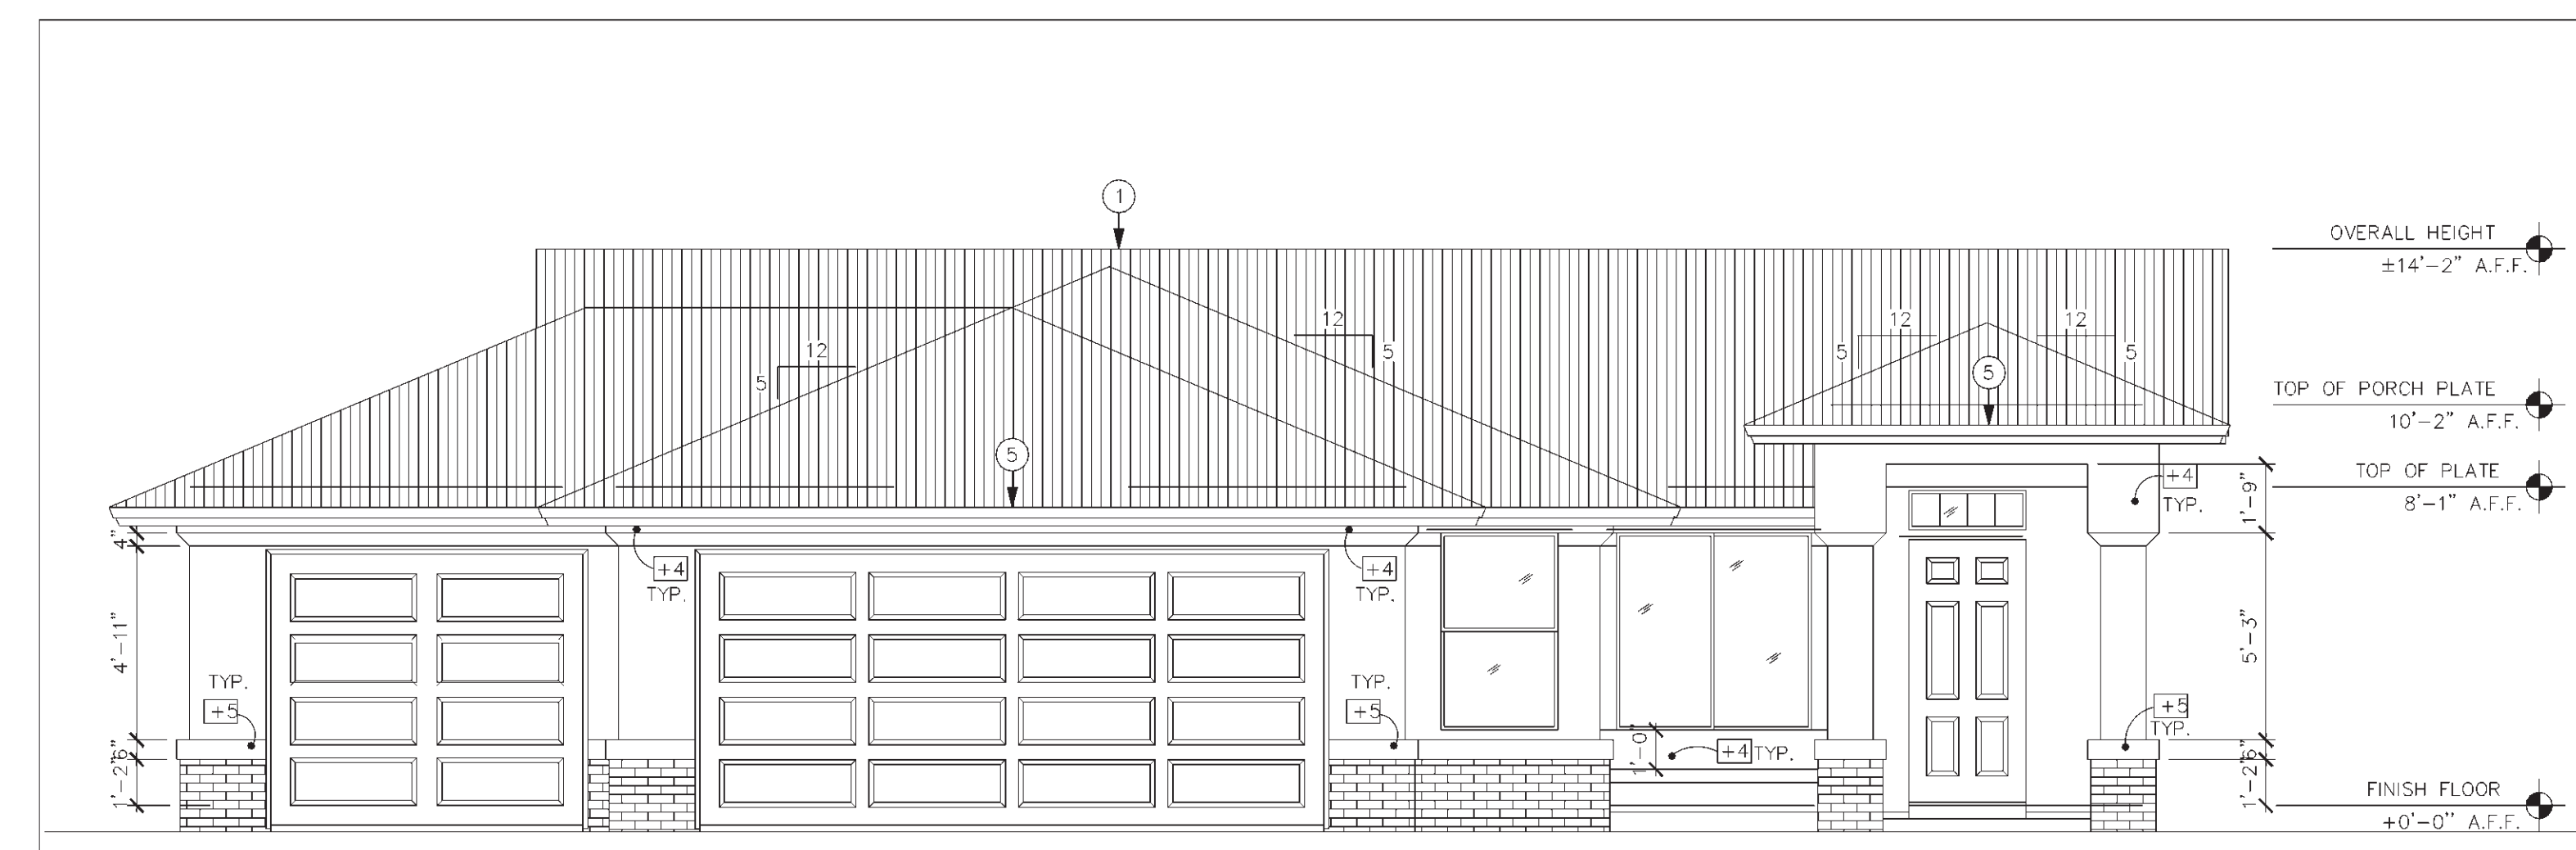 1
OVERALL HEIGHT
±14'-2" A.F.F.
12
12
12
12
5
5
5
5
5
TOP OF PORCH PLATE
10'-2" A.F.F.
5
TOP OF PLATE
8'-1" A.F.F.
+4
TYP.
1'-9"
4"
+4
TYP.
+4
TYP.
4'-11"
5'-3"
TYP.
+5
TYP.
+5
+5
TYP.
6"
1'-2"
1'-0"
+4 TYP.
6"
1'-2"
FINISH FLOOR
+0'-0" A.F.F.